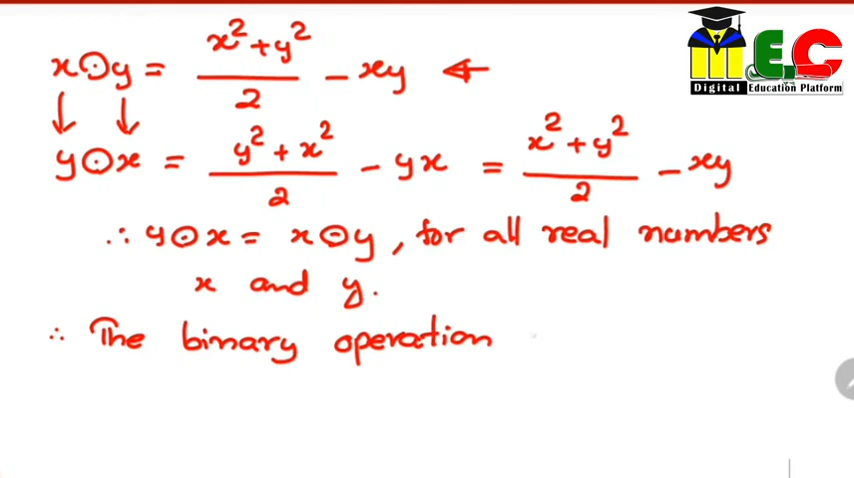 x⊙y = (x² + y²)/2 - xy ←
y⊙x = (y² + x²)/2 - yx = (x² + y²)/2 - xy
∴ y⊙x = x⊙y, for all real numbers
x and y.
∴ The binary operation
MEC
Digital Education Platform